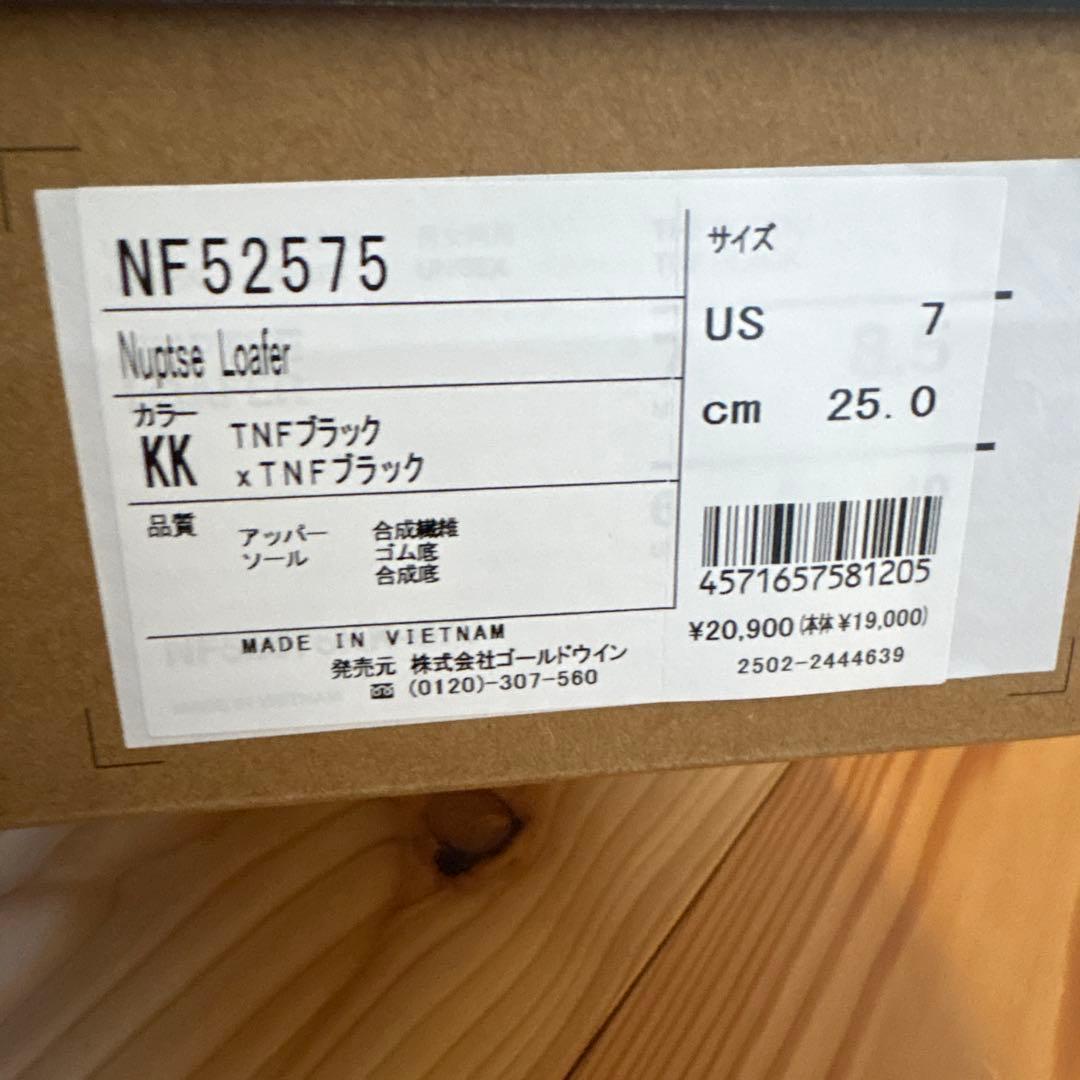 NF52575
Nuptse Loafer
カラー
KK TNFブラック
xTNFブラック
品質 アッパー 合成繊維
ソール ゴム底
合成底
MADE IN VIETNAM
発売元 株式会社ゴールドウイン
(0120)-307-560
サイズ
US 7
cm 25.0
4571657581205
¥20,900(本体¥19,000)
2502-2444639